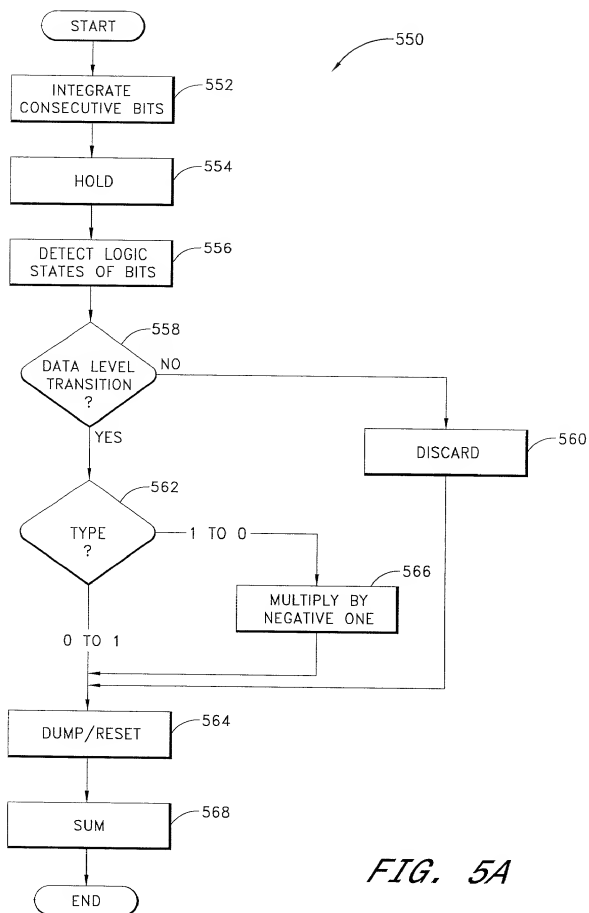 START
550
INTEGRATE
CONSECUTIVE BITS
552
HOLD
554
DETECT LOGIC
STATES OF BITS
556
558
DATA LEVEL
TRANSITION
?
NO
YES
DISCARD
560
562
TYPE
?
1 TO 0
566
MULTIPLY BY
NEGATIVE ONE
0 TO 1
DUMP/RESET
564
SUM
568
END
FIG. 5A